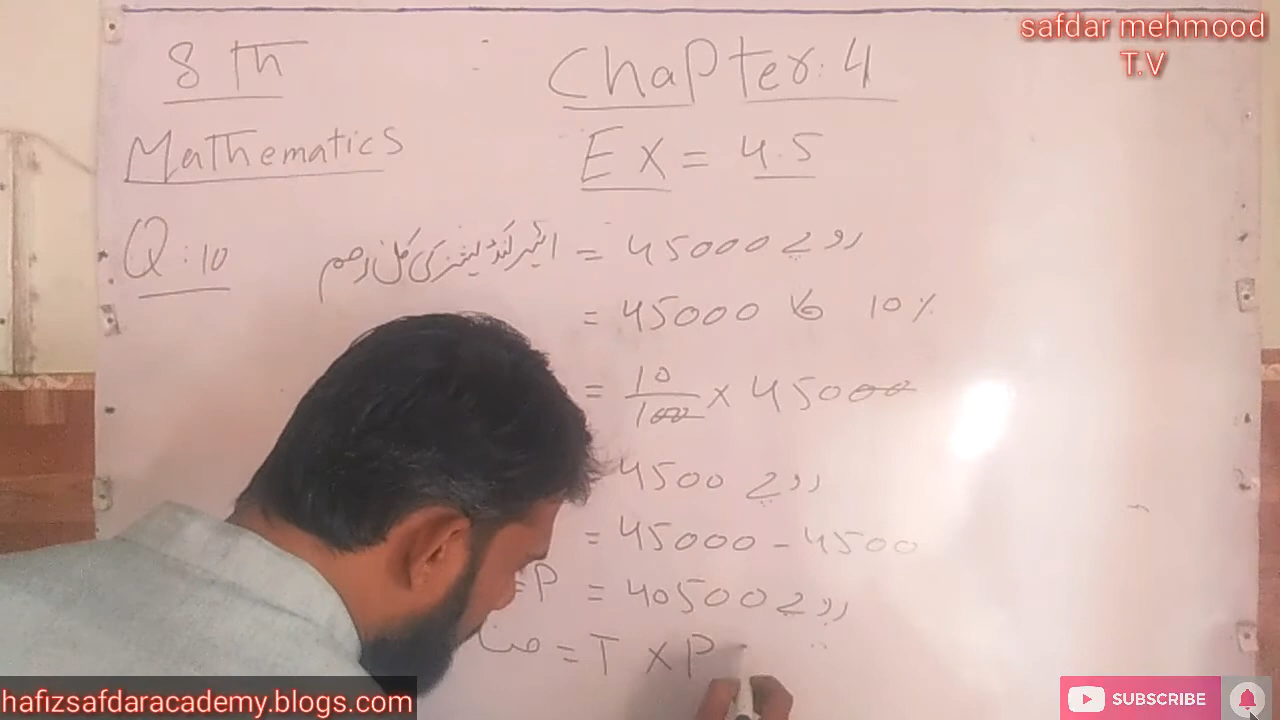 safdar mehmood
T.V
8 Th Chapter: 4
Mathematics EX = 4.5
Q:10 ائیر کنڈیشنر کی کل رقم = 45000 روپے
= 45000 کا 10%
= 10/100 × 45000
4500 روپے
= 45000 - 4500
=P = 40500 روپے
= T × P
hafizsafdaracademy.blogs.com
SUBSCRIBE